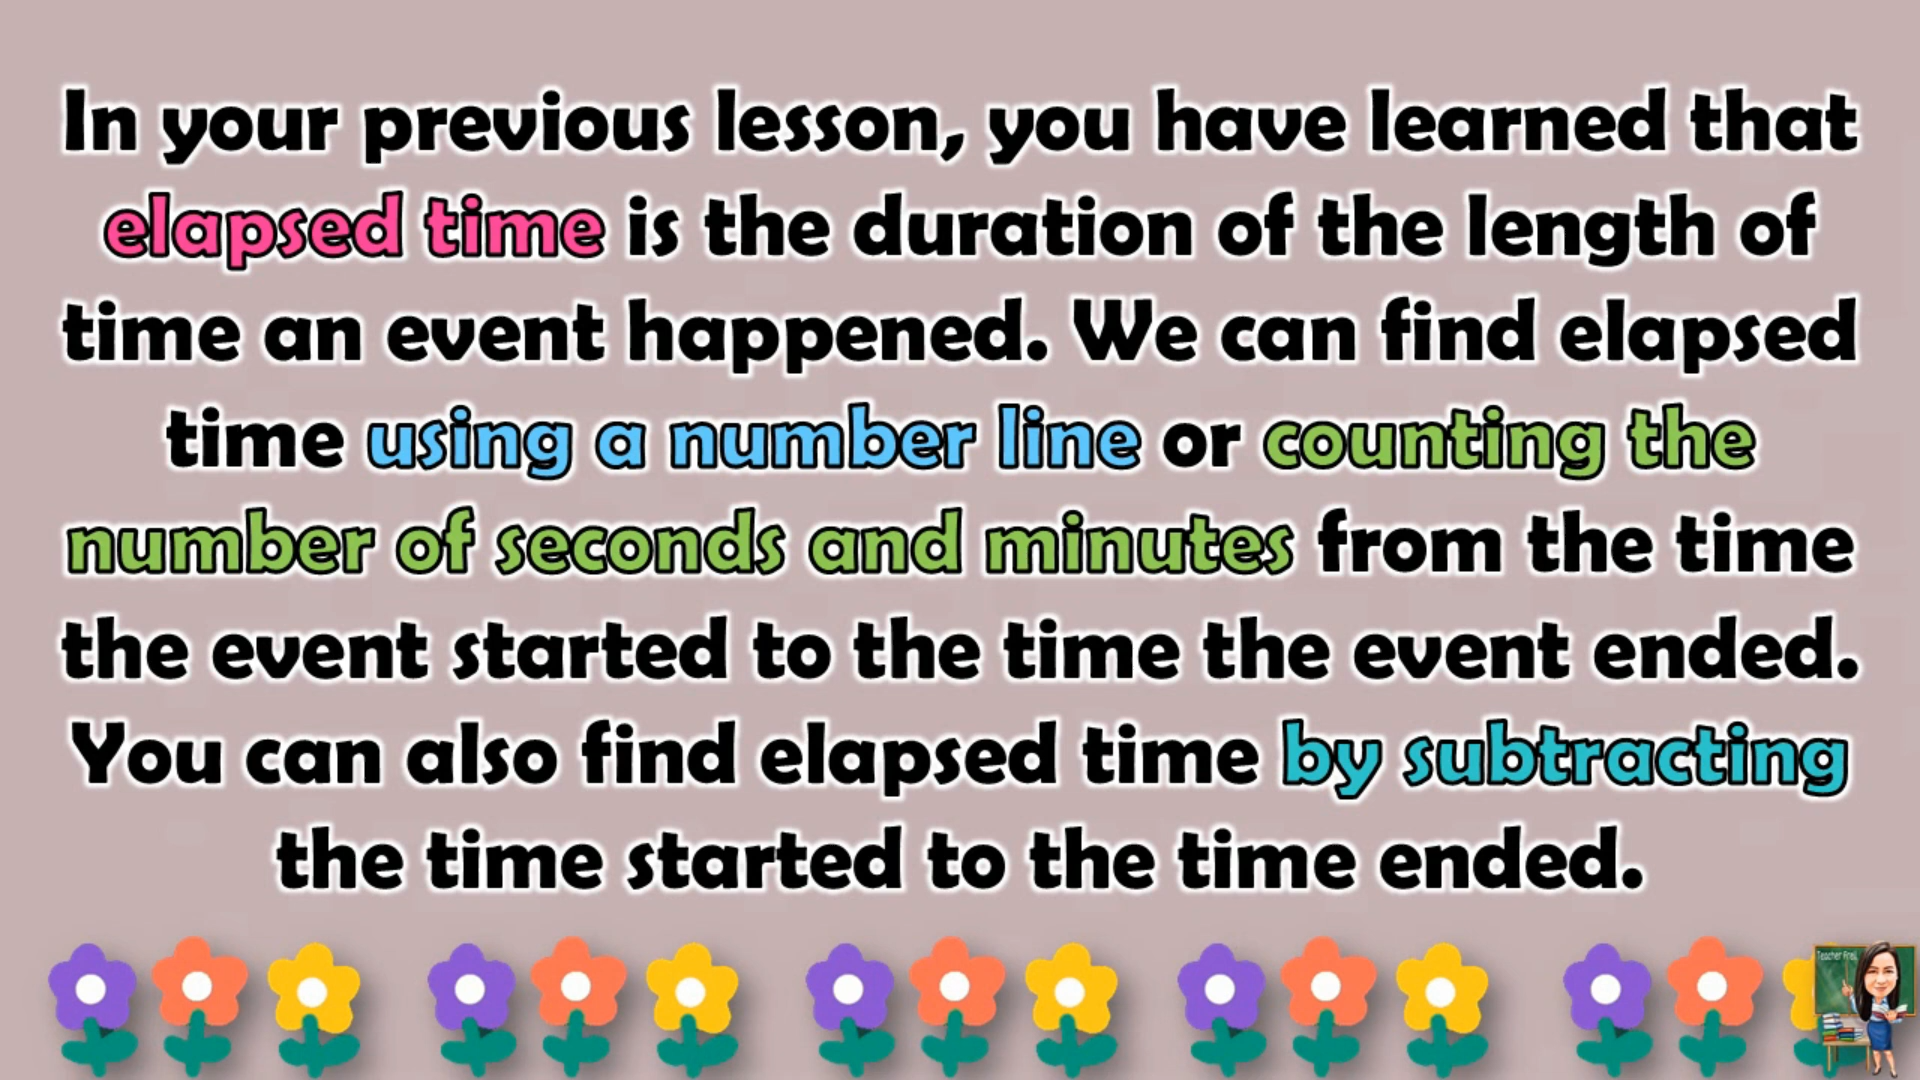 In your previous lesson, you have learned that
elapsed time is the duration of the length of
time an event happened. We can find elapsed
time using a number line or counting the
number of seconds and minutes from the time
the event started to the time the event ended.
You can also find elapsed time by subtracting
the time started to the time ended.
Teacher